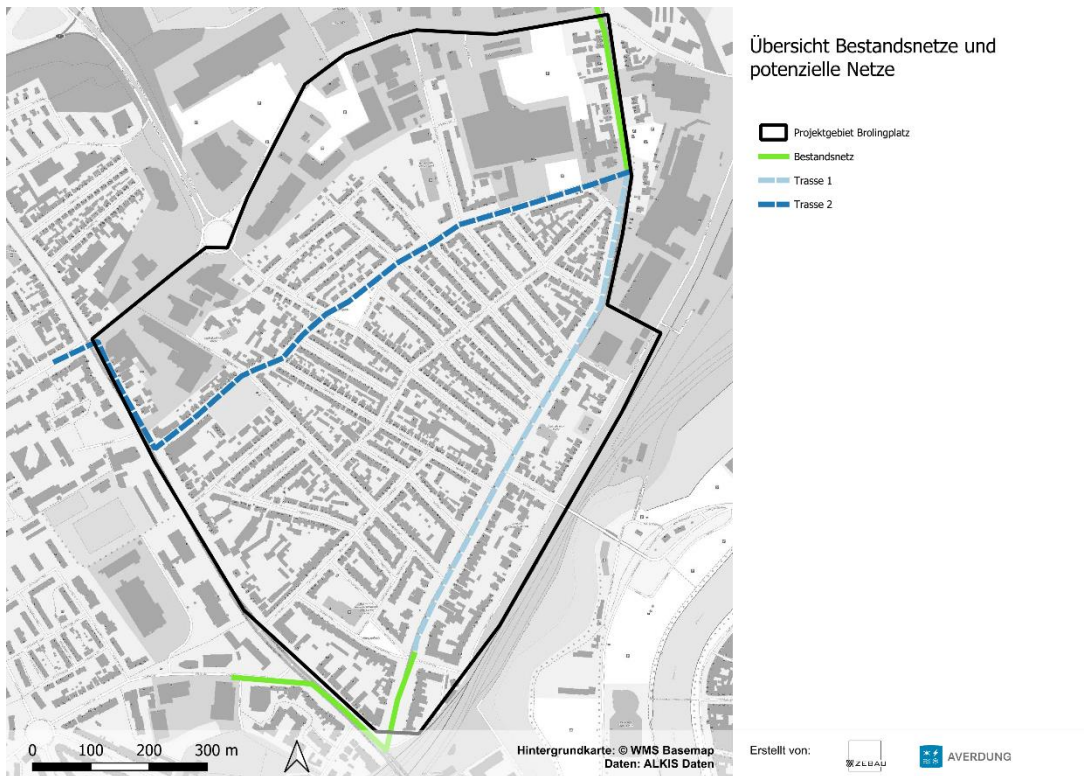 Übersicht Bestandsnetze und
potenzielle Netze
Projektgebiet Brolingplatz
Bestandsnetz
Trasse 1
Trasse 2
0 100 200 300 m
Hintergrundkarte: © WMS Basemap
Daten: ALKIS Daten
Erstellt von:
ZEBAU
AVERDUNG